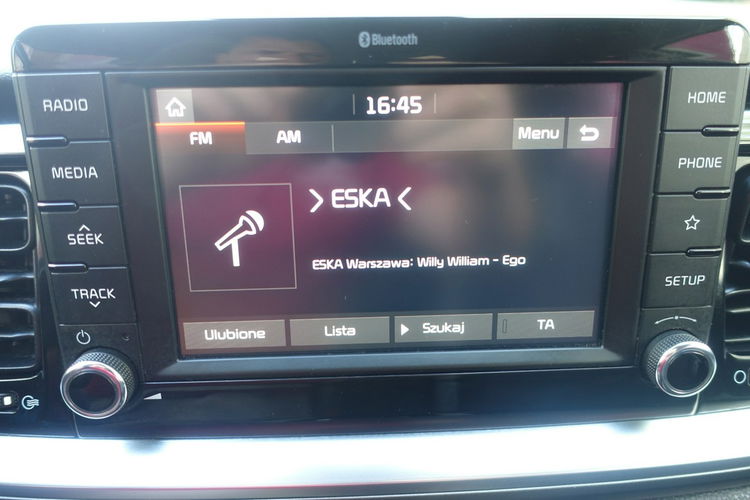 Bluetooth
RADIO
MEDIA
SEEK
TRACK
16:45
FM AM Menu
> ESKA <
ESKA Warszawa: Willy William - Ego
Ulubione Lista Szukaj TA
HOME
PHONE
SETUP